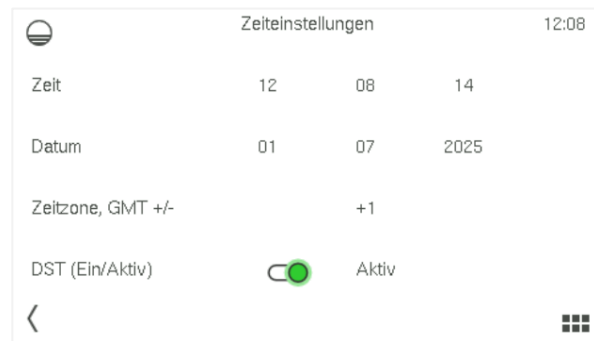 Zeiteinstellungen 12:08
Zeit 12 08 14
Datum 01 07 2025
Zeitzone, GMT +/- +1
DST (Ein/Aktiv) Aktiv